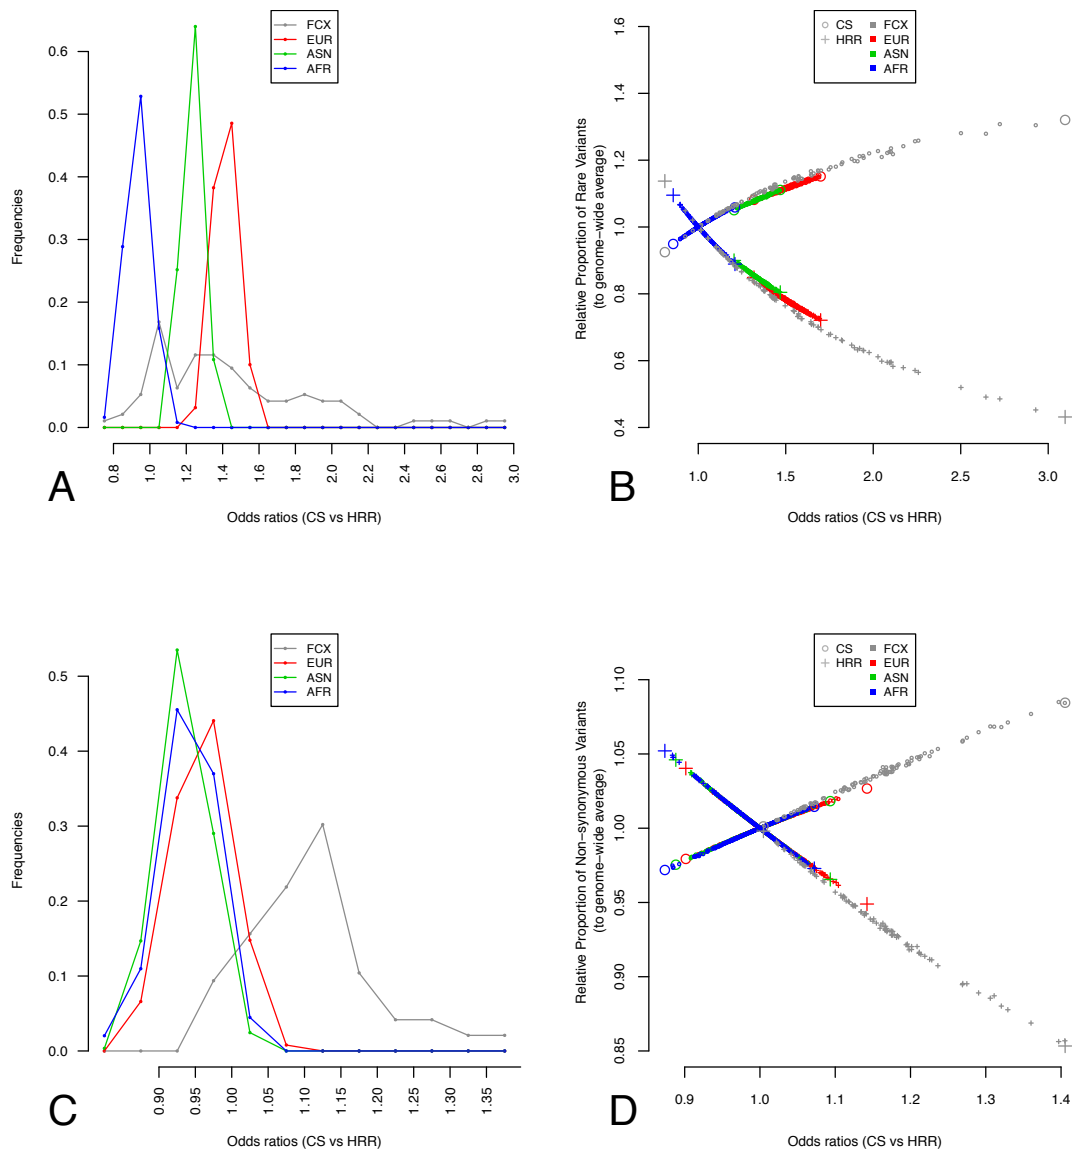 FCX
EUR
ASN
AFR
0.0
0.1
0.2
0.3
0.4
0.5
0.6
Frequencies
0.8
1.0
1.2
1.4
1.6
1.8
2.0
2.2
2.4
2.6
2.8
3.0
A
Odds ratios (CS vs HRR)
CS
HRR
FCX
EUR
ASN
AFR
0.4
0.6
0.8
1.0
1.2
1.4
1.6
Relative Proportion of Rare Variants
(to genome−wide average)
1.0
1.5
2.0
2.5
3.0
B
Odds ratios (CS vs HRR)
FCX
EUR
ASN
AFR
0.0
0.1
0.2
0.3
0.4
0.5
Frequencies
0.90
0.95
1.00
1.05
1.10
1.15
1.20
1.25
1.30
1.35
C
Odds ratios (CS vs HRR)
CS
HRR
FCX
EUR
ASN
AFR
0.85
0.90
0.95
1.00
1.05
1.10
Relative Proportion of Non−synonymous Variants
(to genome−wide average)
0.9
1.0
1.1
1.2
1.3
1.4
D
Odds ratios (CS vs HRR)